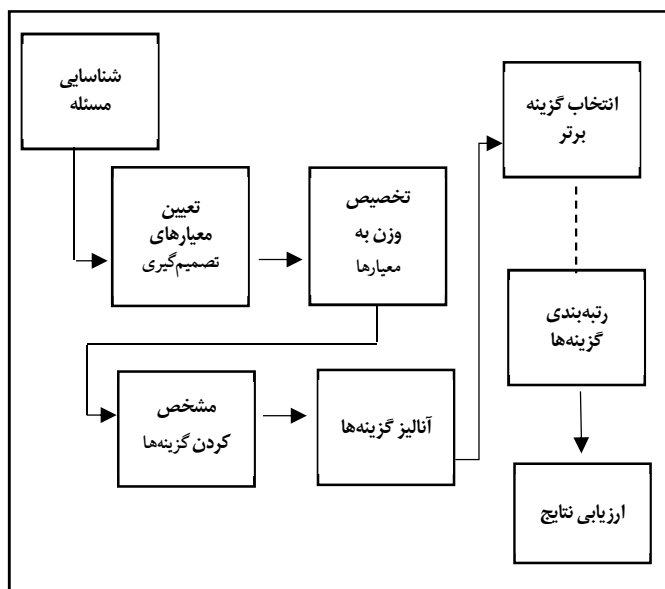 شناسایی
مسئله
تعیین
معیارهای
تصمیم‌گیری
تخصیص
وزن به
معیارها
مشخص
کردن گزینه‌ها
آنالیز گزینه‌ها
انتخاب گزینه
برتر
رتبه‌بندی
گزینه‌ها
ارزیابی نتایج